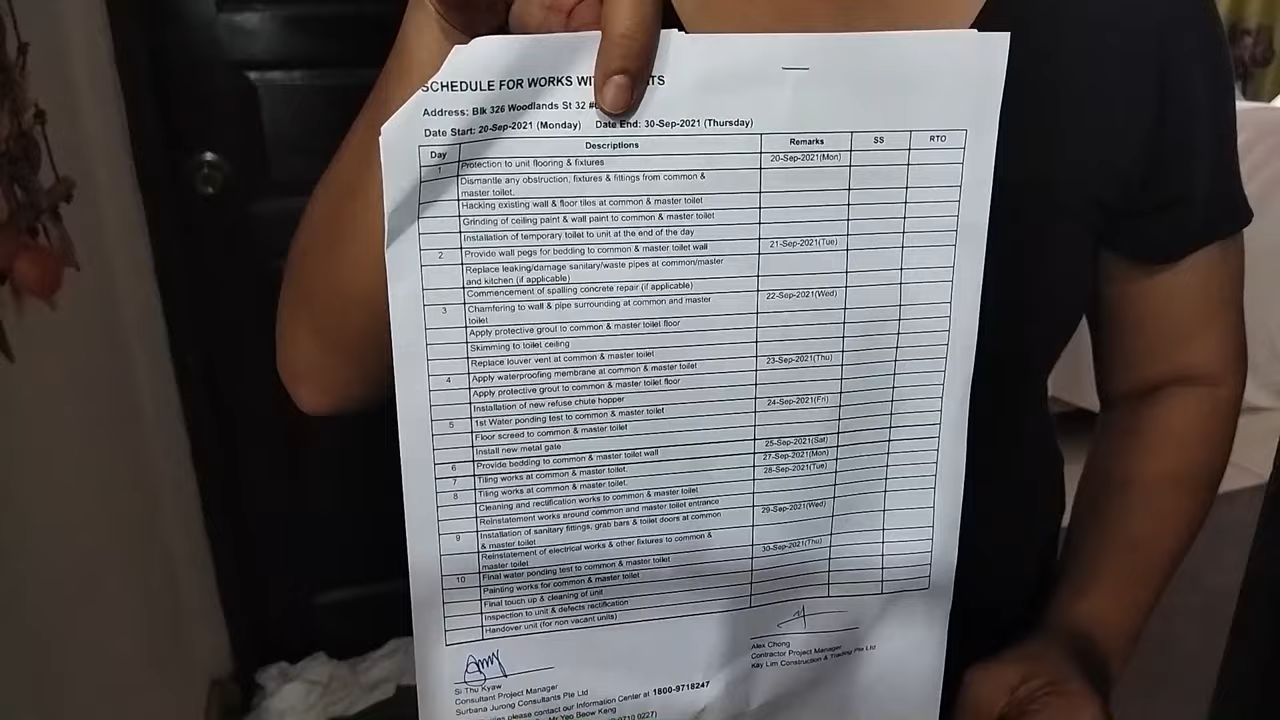 SCHEDULE FOR WORKS
Address: Blk 326 Woodlands St 32
Date Start: 20-Sep-2021 (Monday) Date End: 30-Sep-2021 (Thursday)
Day Descriptions Remarks SS RTO
1 Protection to unit flooring & fixtures 20-Sep-2021(Mon)
Dismantle any obstruction, fixtures & fittings from common &
master toilet.
Hacking existing wall & floor tiles at common & master toilet
Grinding of ceiling paint & wall paint to common & master toilet
Installation of temporary toilet to unit at the end of the day
2 Provide wall pegs for bedding to common & master toilet wall 21-Sep-2021(Tue)
Replace leaking/damage sanitary/waste pipes at common/master
and kitchen (if applicable)
Commencement of spalling concrete repair (if applicable)
3 Chamfering to wall & pipe surrounding at common and master 22-Sep-2021(Wed)
toilet
Apply protective grout to common & master toilet floor
Skimming to toilet ceiling
Replace louver vent at common & master toilet
4 Apply waterproofing membrane at common & master toilet 23-Sep-2021(Thu)
Apply protective grout to common & master toilet floor
Installation of new refuse chute hopper
5 1st Water ponding test to common & master toilet 24-Sep-2021(Fri)
Floor screed to common & master toilet
Install new metal gate
6 Provide bedding to common & master toilet wall 25-Sep-2021(Sat)
7 Tiling works at common & master toilet. 27-Sep-2021(Mon)
8 Tiling works at common & master toilet. 28-Sep-2021(Tue)
Cleaning and rectification works to common & master toilet
Reinstatement works around common and master toilet entrance
9 Installation of sanitary fittings, grab bars & toilet doors at common 29-Sep-2021(Wed)
& master toilet
Reinstatement of electrical works & other fixtures to common &
master toilet
10 Final water ponding test to common & master toilet 30-Sep-2021(Thu)
Painting works for common & master toilet
Final touch up & cleaning of unit
Inspection to unit & defects rectification
Handover unit (for non vacant units)
Si Thu Kyaw
Consultant Project Manager
Surbana Jurong Consultants Pte Ltd
Alex Chong
Contractor Project Manager
Kay Lim Construction & Trading Pte Ltd
please contact our Information Center at 1800-9718247
Mr Yeo Beow Keng
0227)